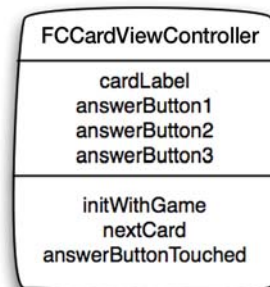 FCCardViewController
cardLabel
answerButton1
answerButton2
answerButton3
initWithGame
nextCard
answerButtonTouched